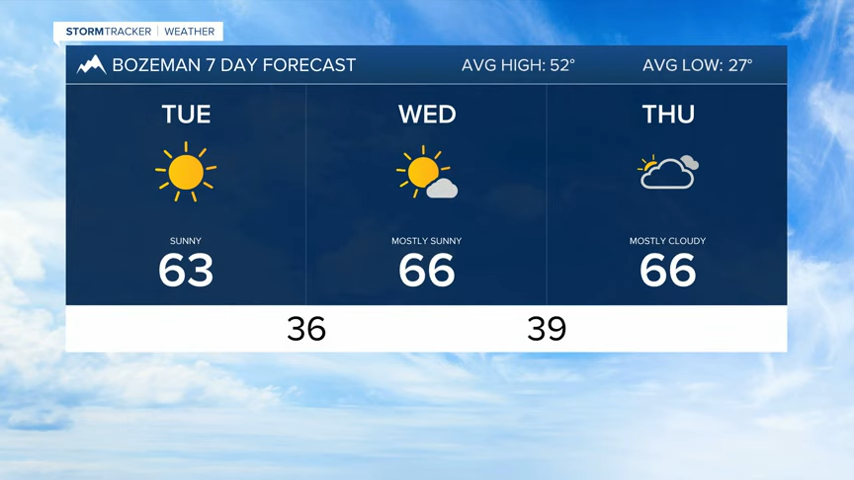 STORMTRACKER | WEATHER
BOZEMAN 7 DAY FORECAST AVG HIGH: 52° AVG LOW: 27°
TUE WED THU
SUNNY MOSTLY SUNNY MOSTLY CLOUDY
63 66 66
36 39